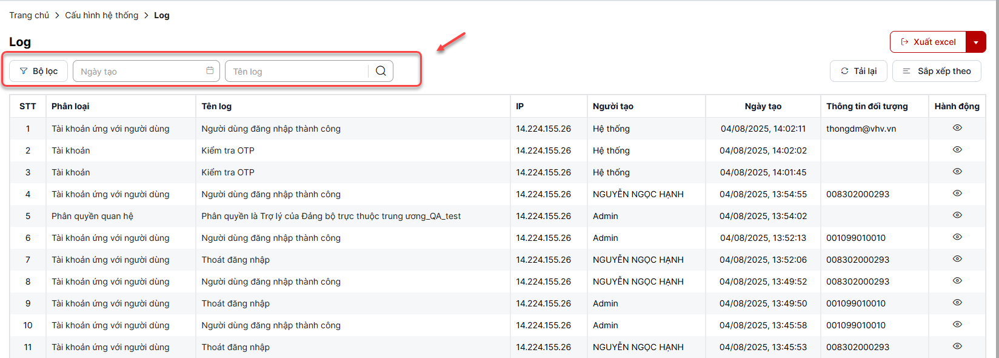 Trang chủ > Cấu hình hệ thống > Log
Log
Xuất excel
Bộ lọc Ngày tạo Tên log Tải lại Sắp xếp theo
STT Phân loại Tên log IP Người tạo Ngày tạo Thông tin đối tượng Hành động
1 Tài khoản ứng với người dùng Người dùng đăng nhập thành công 14.224.155.26 Hệ thống 04/08/2025, 14:02:11 thongdm@vhv.vn
2 Tài khoản Kiểm tra OTP 14.224.155.26 Hệ thống 04/08/2025, 14:02:02
3 Tài khoản Kiểm tra OTP 14.224.155.26 Hệ thống 04/08/2025, 14:01:45
4 Tài khoản ứng với người dùng Người dùng đăng nhập thành công 14.224.155.26 NGUYỄN NGỌC HẠNH 04/08/2025, 13:54:55 008302000293
5 Phân quyền quan hệ Phân quyền là Trợ lý của Đảng bộ trực thuộc trung ương_QA_test 14.224.155.26 Admin 04/08/2025, 13:54:02
6 Tài khoản ứng với người dùng Người dùng đăng nhập thành công 14.224.155.26 Admin 04/08/2025, 13:52:13 001099010010
7 Tài khoản ứng với người dùng Thoát đăng nhập 14.224.155.26 NGUYỄN NGỌC HẠNH 04/08/2025, 13:52:06 008302000293
8 Tài khoản ứng với người dùng Người dùng đăng nhập thành công 14.224.155.26 NGUYỄN NGỌC HẠNH 04/08/2025, 13:49:52 008302000293
9 Tài khoản ứng với người dùng Thoát đăng nhập 14.224.155.26 Admin 04/08/2025, 13:49:50 001099010010
10 Tài khoản ứng với người dùng Người dùng đăng nhập thành công 14.224.155.26 Admin 04/08/2025, 13:45:58 001099010010
11 Tài khoản ứng với người dùng Thoát đăng nhập 14.224.155.26 NGUYỄN NGỌC HẠNH 04/08/2025, 13:45:53 008302000293